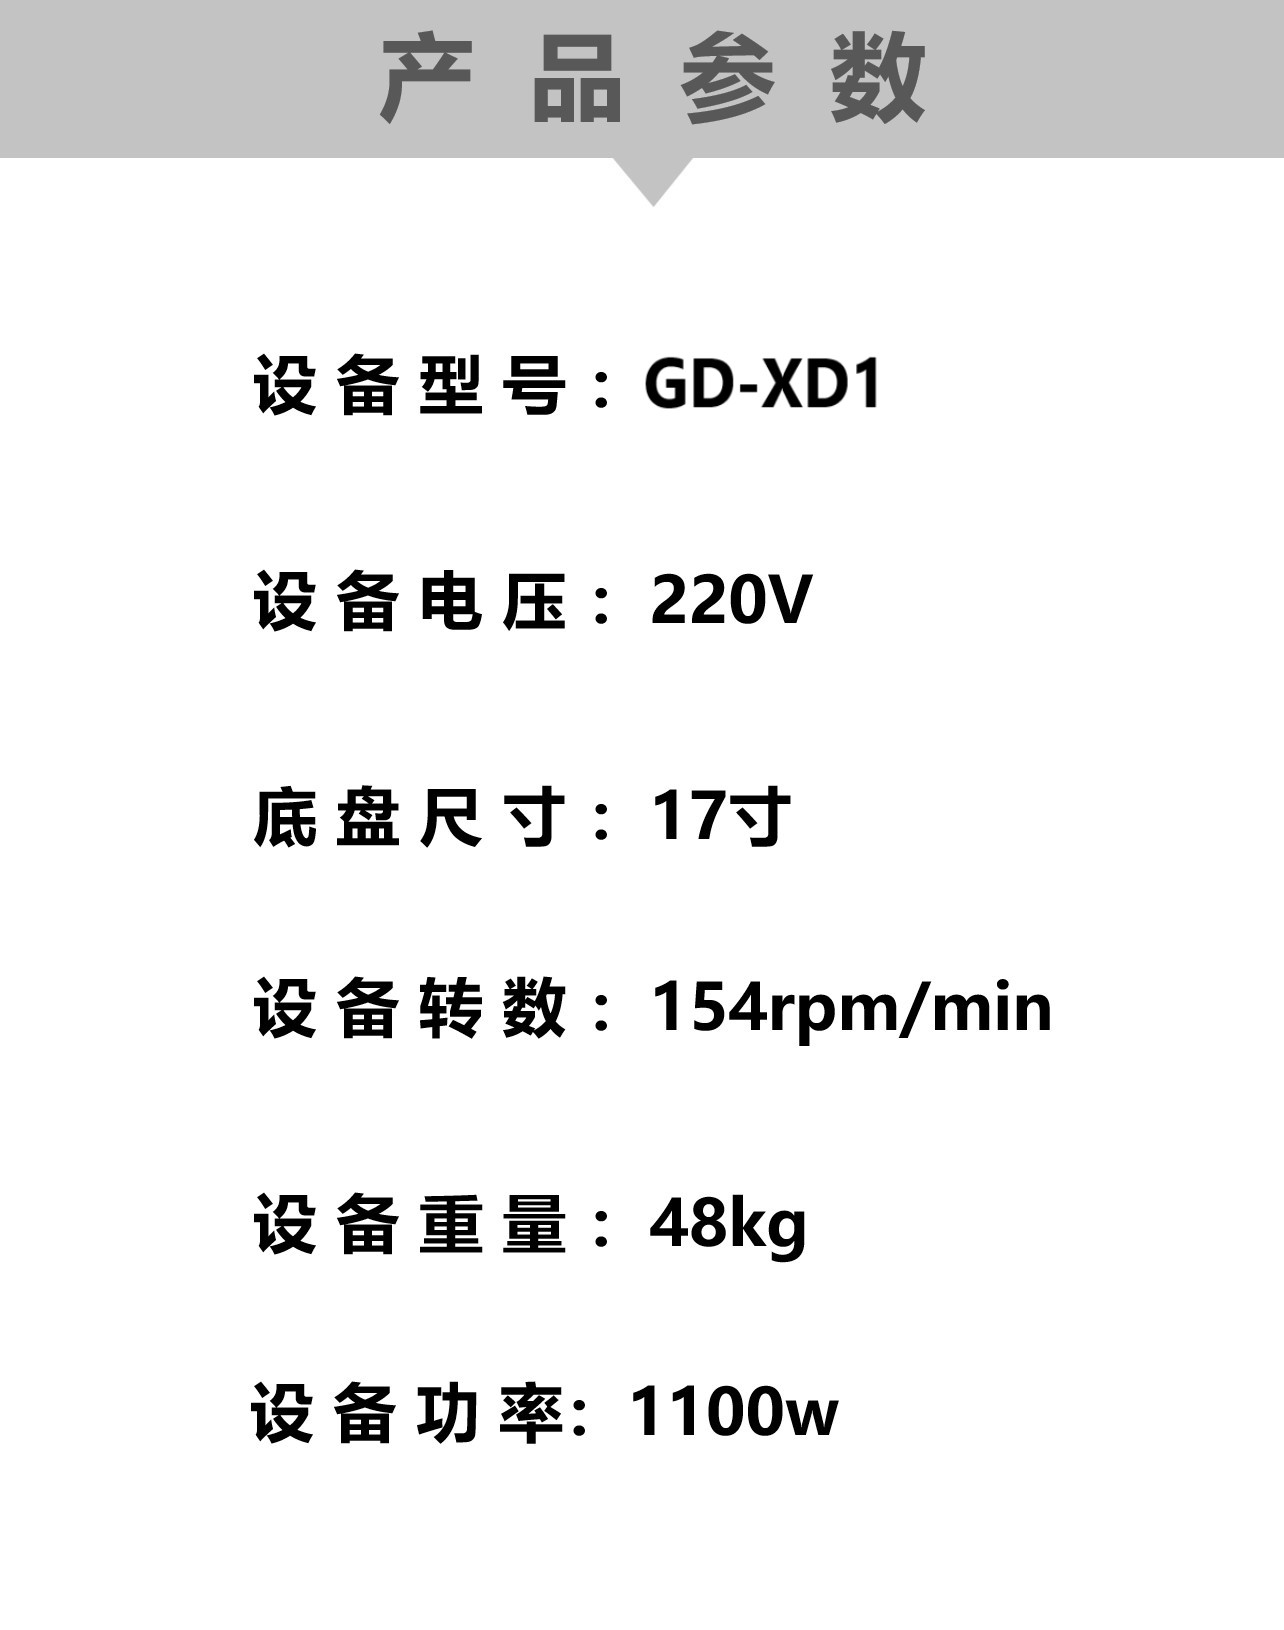 产品参数
设备型号：GD-XD1
设备电压：220V
底盘尺寸：17寸
设备转数：154rpm/min
设备重量：48kg
设备功率：1100w